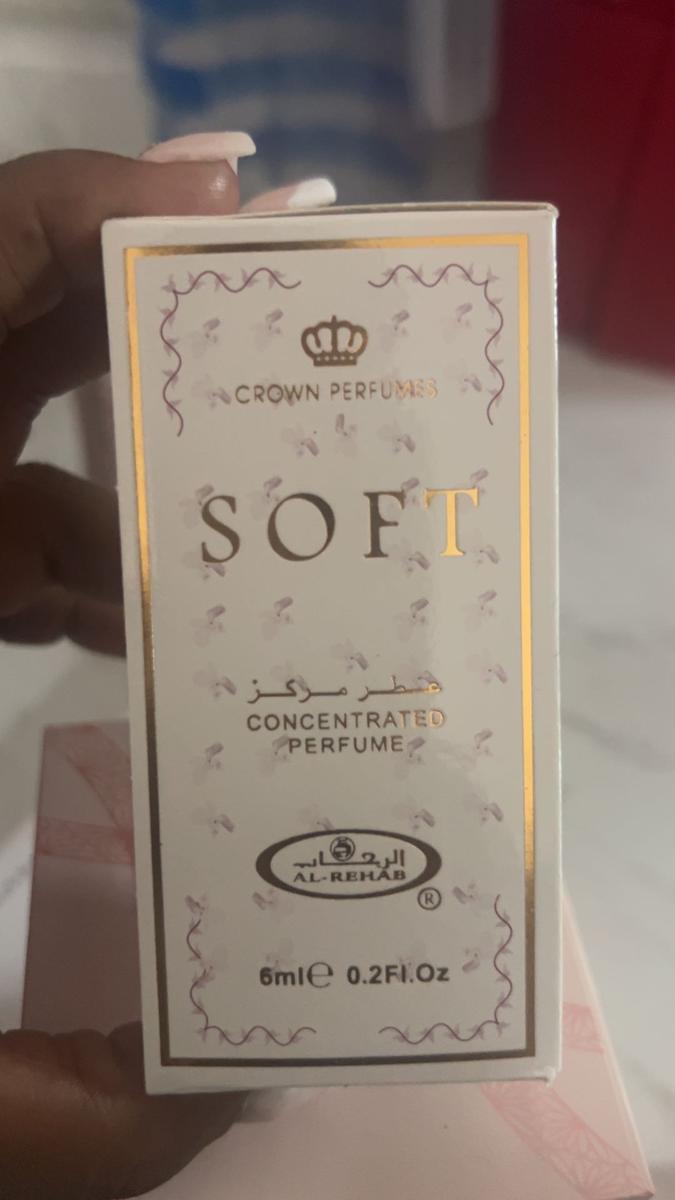 CROWN PERFUMES
SOFT
عطر مركز
CONCENTRATED
PERFUME
الرحاب
AL-REHAB
®
6ml℮ 0.2Fl.Oz